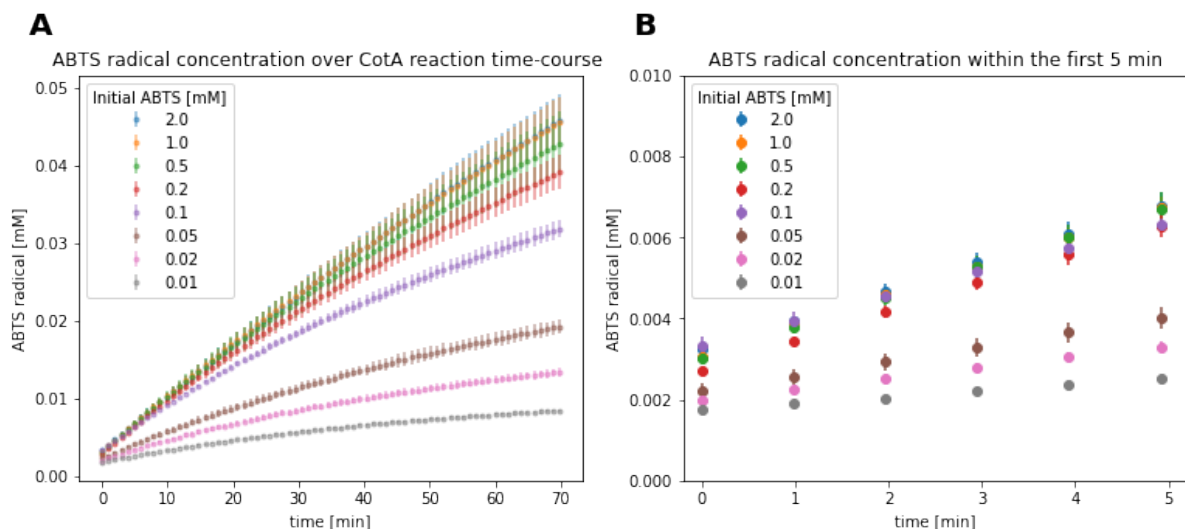 A
ABTS radical concentration over CotA reaction time-course
ABTS radical [mM]
0.05
0.04
0.03
0.02
0.01
0.00
Initial ABTS [mM]
2.0
1.0
0.5
0.2
0.1
0.05
0.02
0.01
0 10 20 30 40 50 60 70
time [min]
B
ABTS radical concentration within the first 5 min
ABTS radical [mM]
0.010
0.008
0.006
0.004
0.002
0.000
Initial ABTS [mM]
2.0
1.0
0.5
0.2
0.1
0.05
0.02
0.01
0 1 2 3 4 5
time [min]